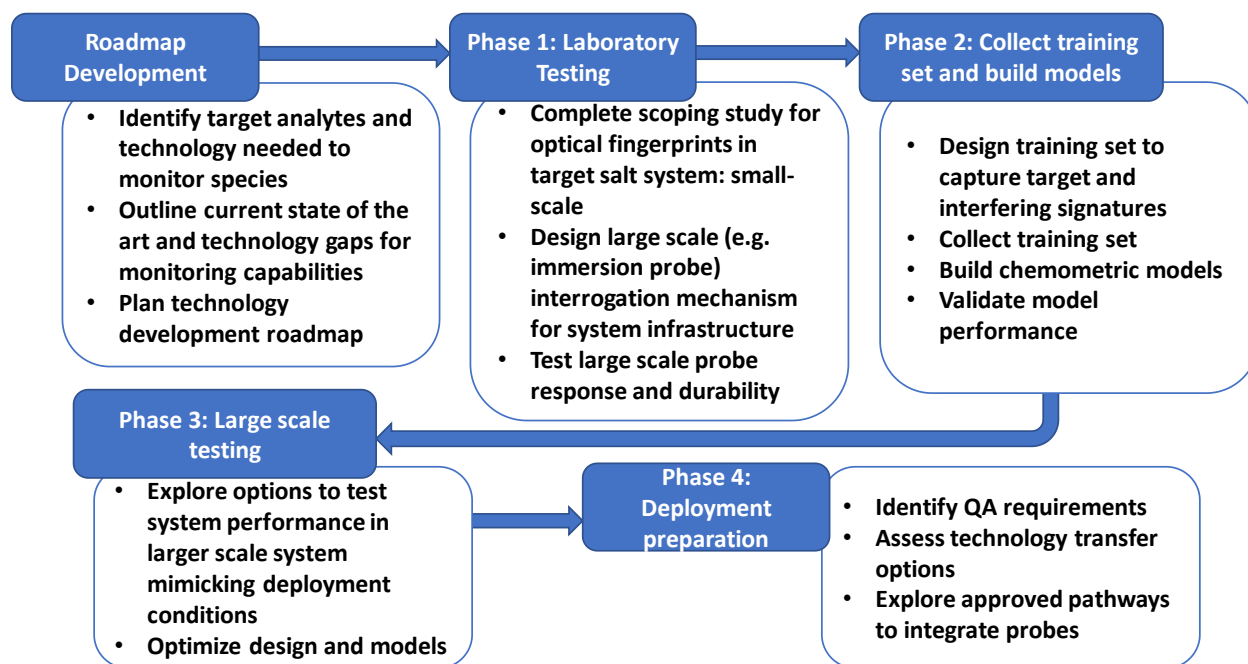 Roadmap
Development
• Identify target analytes and
technology needed to
monitor species
• Outline current state of the
art and technology gaps for
monitoring capabilities
• Plan technology
development roadmap
Phase 1: Laboratory
Testing
• Complete scoping study for
optical fingerprints in
target salt system: small-
scale
• Design large scale (e.g.
immersion probe)
interrogation mechanism
for system infrastructure
• Test large scale probe
response and durability
Phase 2: Collect training
set and build models
• Design training set to
capture target and
interfering signatures
• Collect training set
• Build chemometric models
• Validate model
performance
Phase 3: Large scale
testing
• Explore options to test
system performance in
larger scale system
mimicking deployment
conditions
• Optimize design and models
Phase 4:
Deployment
preparation
• Identify QA requirements
• Assess technology transfer
options
• Explore approved pathways
to integrate probes